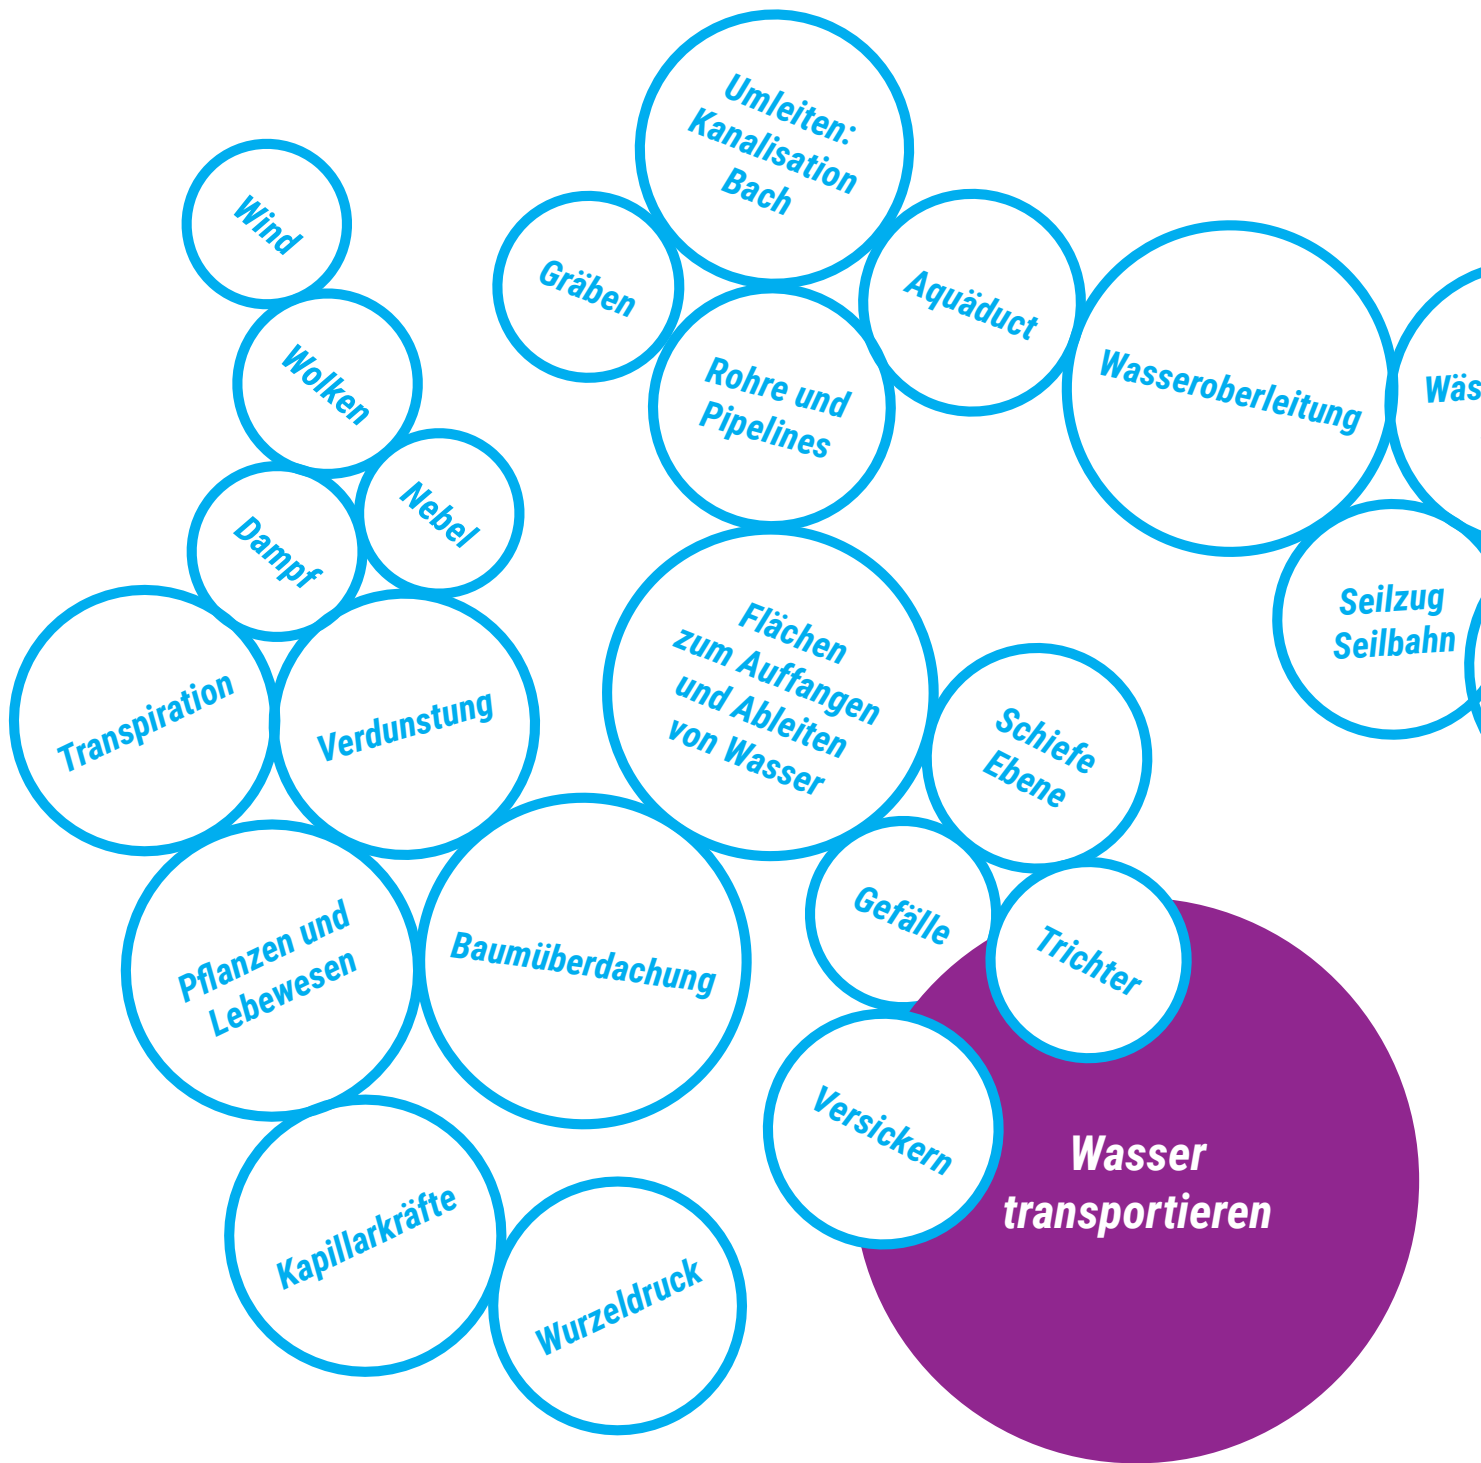 Umleiten:
Kanalisation
Bach
Wind
Gräben
Aquäduct
Wolken
Rohre und
Pipelines
Wasseroberleitung
Wäs
Nebel
Dampf
Flächen
zum Auffangen
und Ableiten
von Wasser
Seilzug
Seilbahn
Transpiration
Verdunstung
Schiefe
Ebene
Pflanzen und
Lebewesen
Baumüberdachung
Gefälle
Trichter
Versickern
Wasser
transportieren
Kapillarkräfte
Wurzeldruck